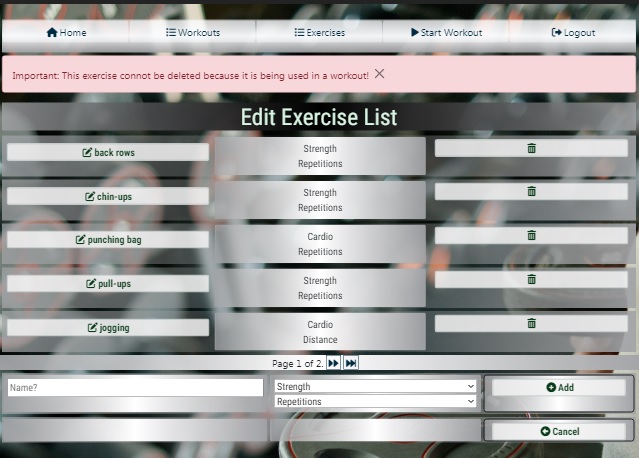 Home Workouts Exercises Start Workout Logout
Important: This exercise connot be deleted because it is being used in a workout!
Edit Exercise List
back rows
Strength
Repetitions
chin-ups
Strength
Repetitions
punching bag
Cardio
Repetitions
pull-ups
Strength
Repetitions
jogging
Cardio
Distance
Page 1 of 2.
Name?
Strength
Repetitions
Add
Cancel